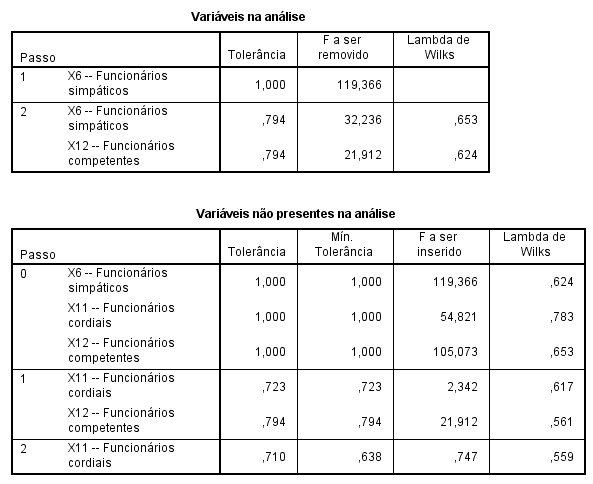 Variáveis na análise
Passo Tolerância F a ser removido Lambda de Wilks
1 X6 -- Funcionários simpáticos 1,000 119,366
2 X6 -- Funcionários simpáticos ,794 32,236 ,653
X12 -- Funcionários competentes ,794 21,912 ,624
Variáveis não presentes na análise
Passo Tolerância Mín. Tolerância F a ser inserido Lambda de Wilks
0 X6 -- Funcionários simpáticos 1,000 1,000 119,366 ,624
X11 -- Funcionários cordiais 1,000 1,000 54,821 ,783
X12 -- Funcionários competentes 1,000 1,000 105,073 ,653
1 X11 -- Funcionários cordiais ,723 ,723 2,342 ,617
X12 -- Funcionários competentes ,794 ,794 21,912 ,561
2 X11 -- Funcionários cordiais ,710 ,638 ,747 ,559